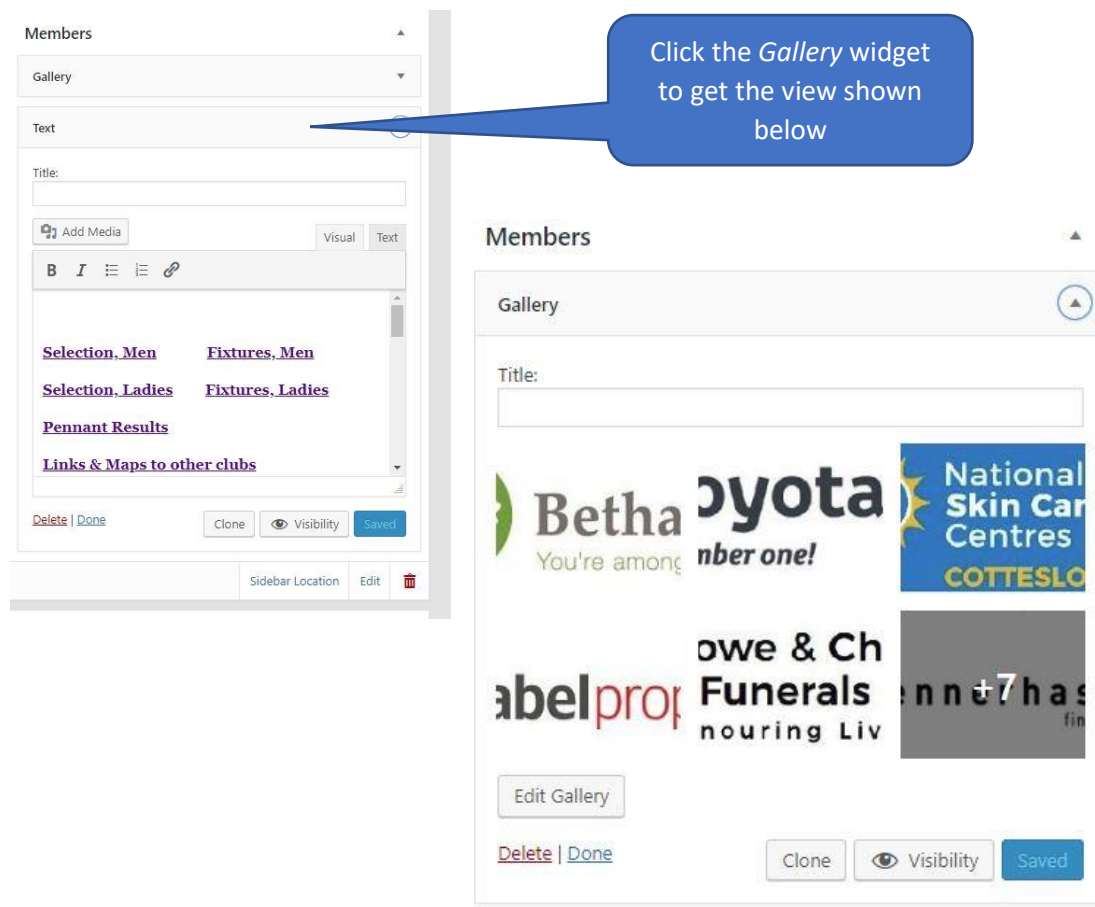 Members
Gallery
Text
Title:
Add Media
Visual Text
B I
Selection, Men Fixtures, Men
Selection, Ladies Fixtures, Ladies
Pennant Results
Links & Maps to other clubs
Delete | Done
Clone Visibility Saved
Sidebar Location Edit
Click the Gallery widget
to get the view shown
below
Members
Gallery
Title:
Betha
You're among
oyota
mber one!
National
Skin Car
Centres
COTTESLO
abelprop
owe & Ch
Funerals
nouring Liv
+7
ennerhas
fin
Edit Gallery
Delete | Done
Clone Visibility Saved